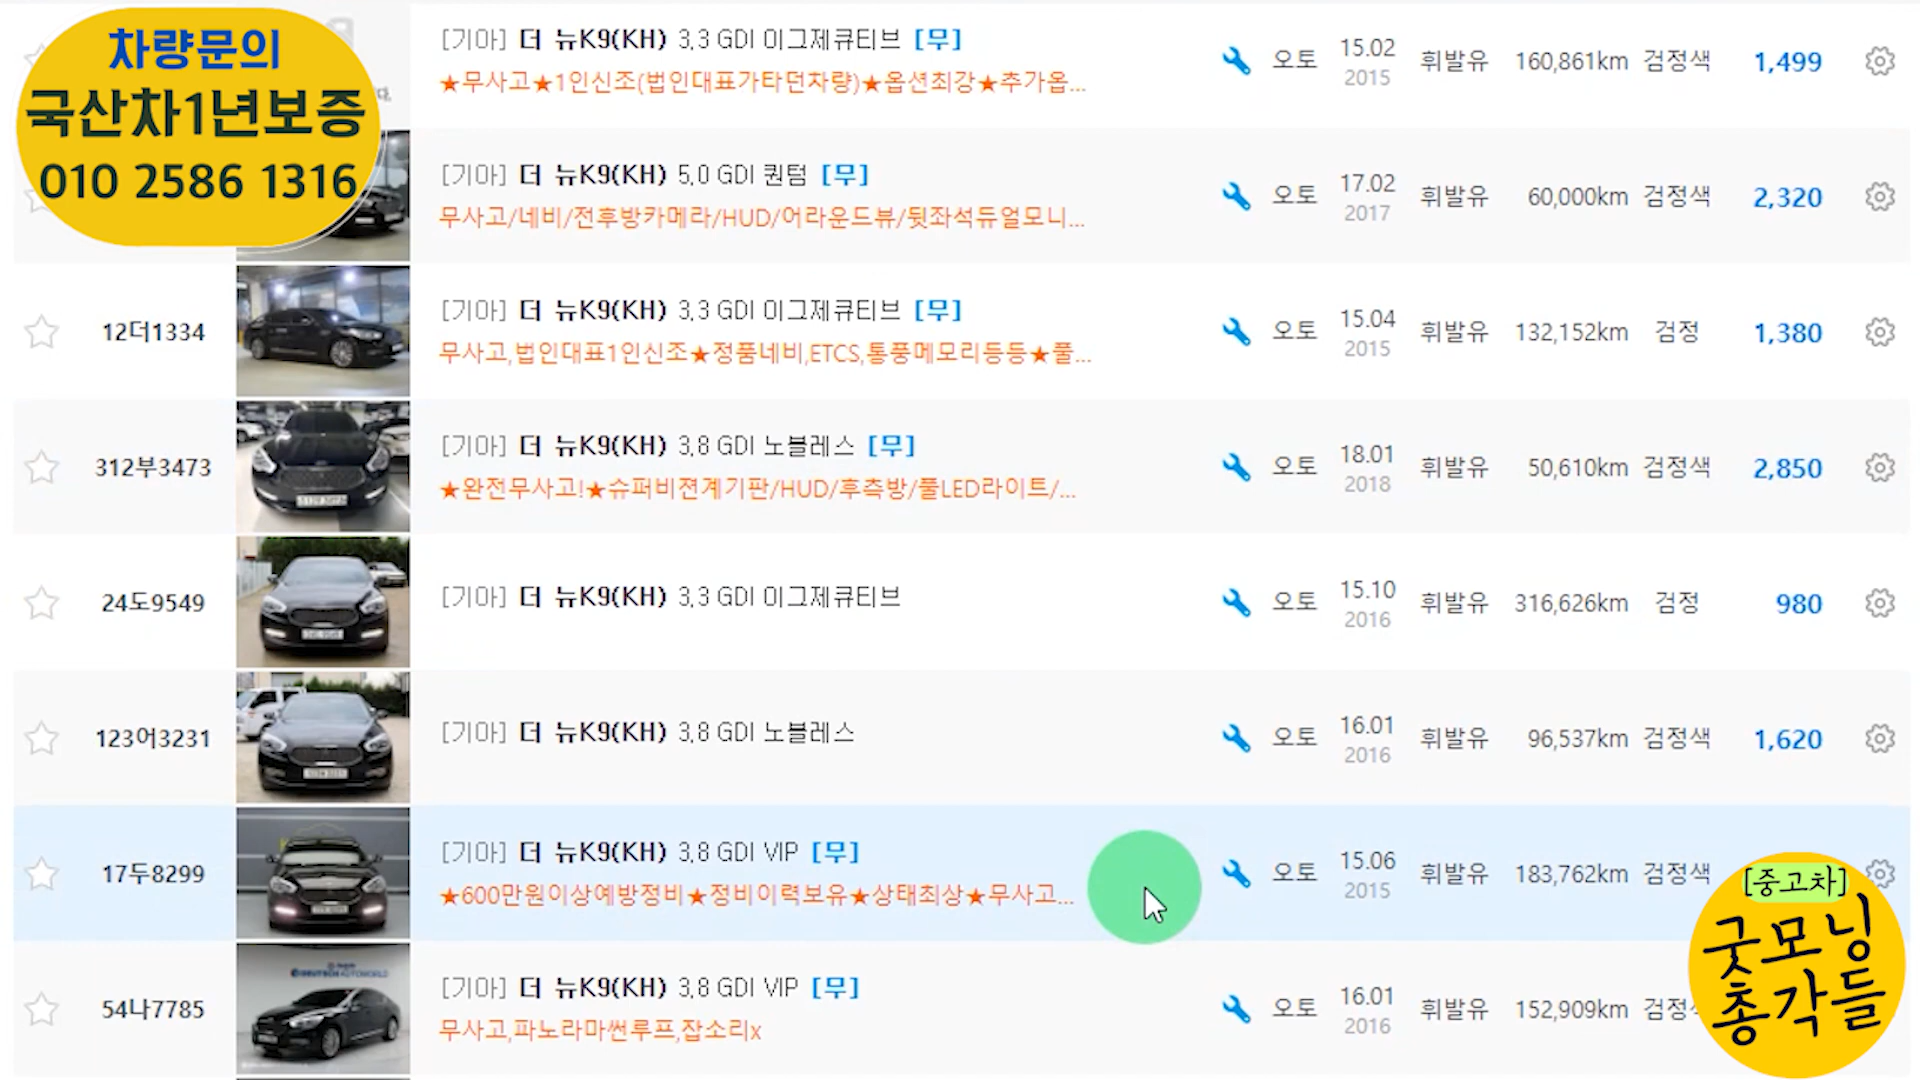 차량문의
국산차1년보증
010 2586 1316
[기아] 더 뉴K9(KH) 3.3 GDI 이그제큐티브 [무]
★무사고★1인신조(법인대표가타던차량)★옵션최강★추가옵...
오토 15.02 2015 휘발유 160,861km 검정색 1,499
[기아] 더 뉴K9(KH) 5.0 GDI 퀀텀 [무]
무사고/네비/전후방카메라/HUD/어라운드뷰/뒷좌석듀얼모니...
오토 17.02 2017 휘발유 60,000km 검정색 2,320
12더1334
[기아] 더 뉴K9(KH) 3.3 GDI 이그제큐티브 [무]
무사고,법인대표1인신조★정품네비,ETCS,통풍메모리등등★풀...
오토 15.04 2015 휘발유 132,152km 검정 1,380
312부3473
[기아] 더 뉴K9(KH) 3.8 GDI 노블레스 [무]
★완전무사고!★슈퍼비젼계기판/HUD/후측방/풀LED라이트/...
오토 18.01 2018 휘발유 50,610km 검정색 2,850
24도9549
[기아] 더 뉴K9(KH) 3.3 GDI 이그제큐티브
오토 15.10 2016 휘발유 316,626km 검정 980
123어3231
[기아] 더 뉴K9(KH) 3.8 GDI 노블레스
오토 16.01 2016 휘발유 96,537km 검정색 1,620
17두8299
[기아] 더 뉴K9(KH) 3.8 GDI VIP [무]
★600만원이상예방정비★정비이력보유★상태최상★무사고...
오토 15.06 2015 휘발유 183,762km 검정색
54나7785
[기아] 더 뉴K9(KH) 3.8 GDI VIP [무]
무사고,파노라마썬루프,잡소리x
오토 16.01 2016 휘발유 152,909km 검정색
[중고차]
굿모닝
총각들